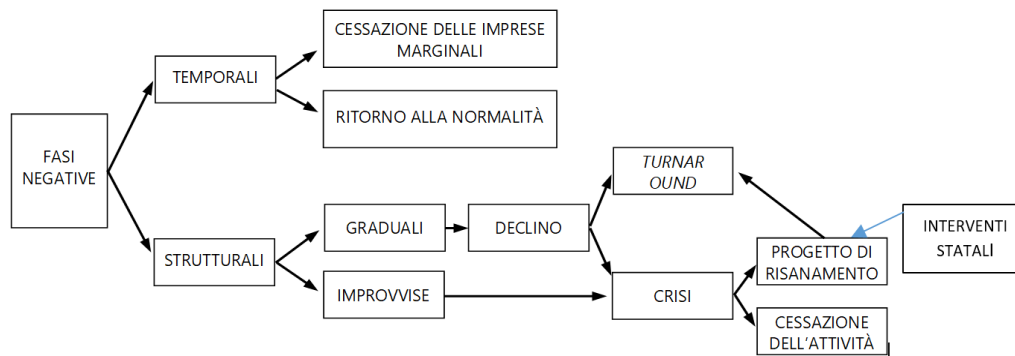 FASI
NEGATIVE
TEMPORALI
CESSAZIONE DELLE IMPRESE
MARGINALI
RITORNO ALLA NORMALITÀ
STRUTTURALI
GRADUALI
DECLINO
IMPROVVISE
TURNAR
OUND
CRISI
PROGETTO DI
RISANAMENTO
CESSAZIONE
DELL'ATTIVITÀ
INTERVENTI
STATALI